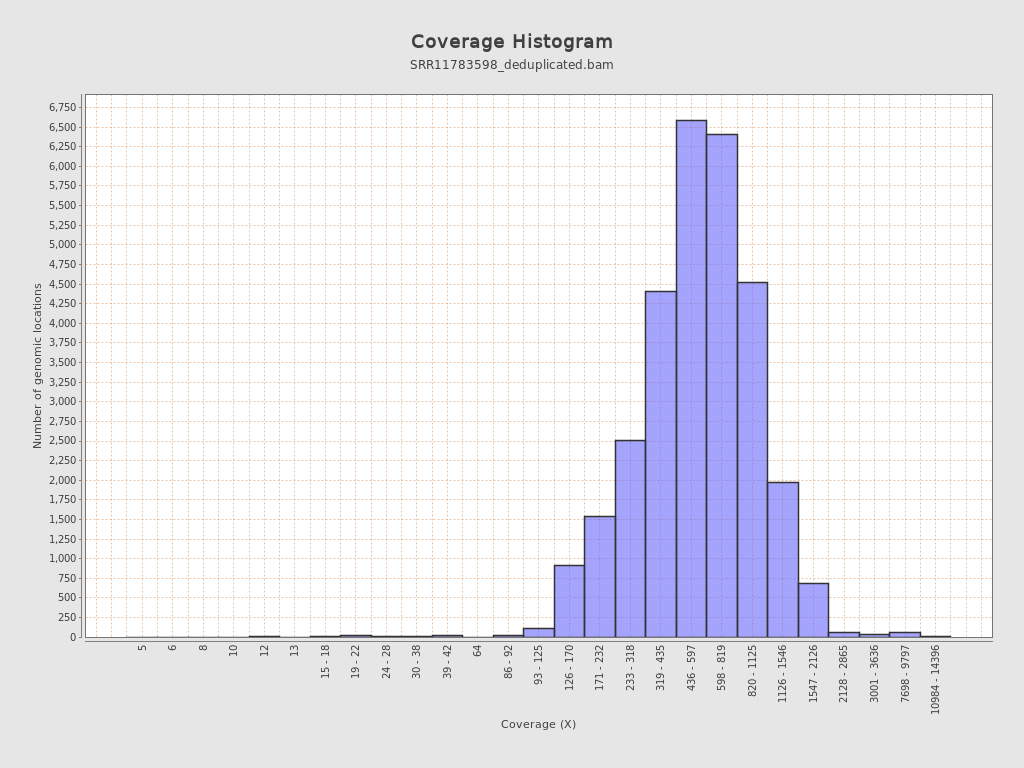 Coverage Histogram
SRR11783598_deduplicated.bam
Number of genomic locations
6,750
6,500
6,250
6,000
5,750
5,500
5,250
5,000
4,750
4,500
4,250
4,000
3,750
3,500
3,250
3,000
2,750
2,500
2,250
2,000
1,750
1,500
1,250
1,000
750
500
250
0
5
6
8
10
12
13
15 - 18
19 - 22
24 - 28
30 - 38
39 - 42
64
86 - 92
93 - 125
126 - 170
171 - 232
233 - 318
319 - 435
436 - 597
598 - 819
820 - 1125
1126 - 1546
1547 - 2126
2128 - 2865
3001 - 3636
7698 - 9797
10984 - 14396
Coverage (X)